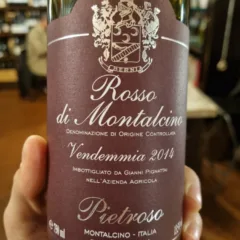 Rosso
di Montalcino
DENOMINAZIONE DI ORIGINE CONTROLLATA
Vendemmia 2014
IMBOTTIGLIATO DA GIANNI PIGNATTAI
NELL'AZIENDA AGRICOLA
Pietroso
MONTALCINO - ITALIA